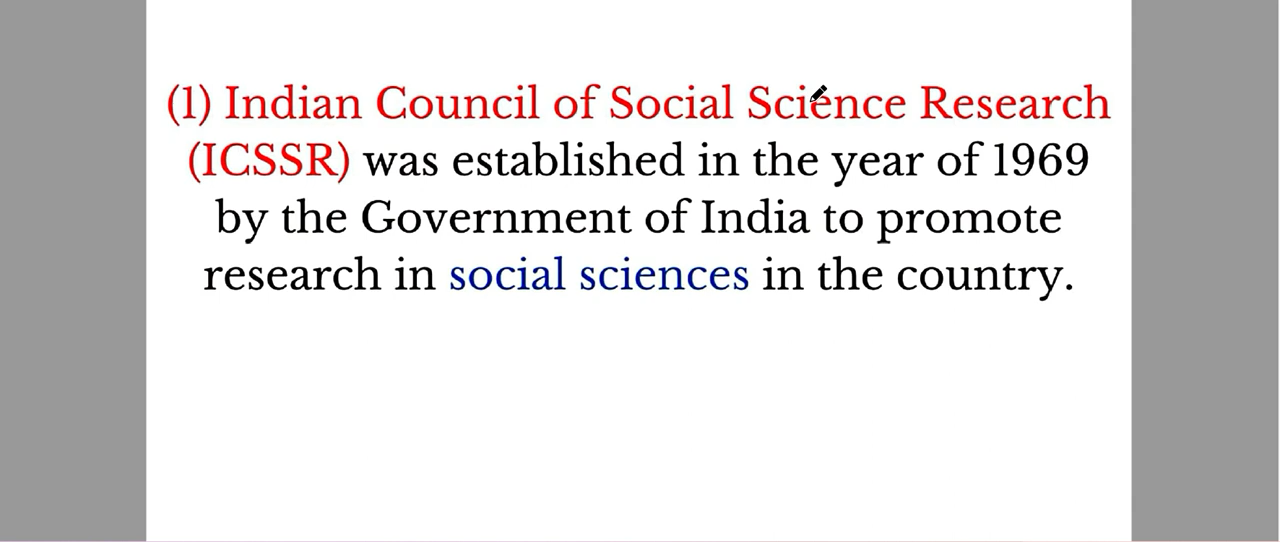 (1) Indian Council of Social Science Research
(ICSSR) was established in the year of 1969
by the Government of India to promote
research in social sciences in the country.